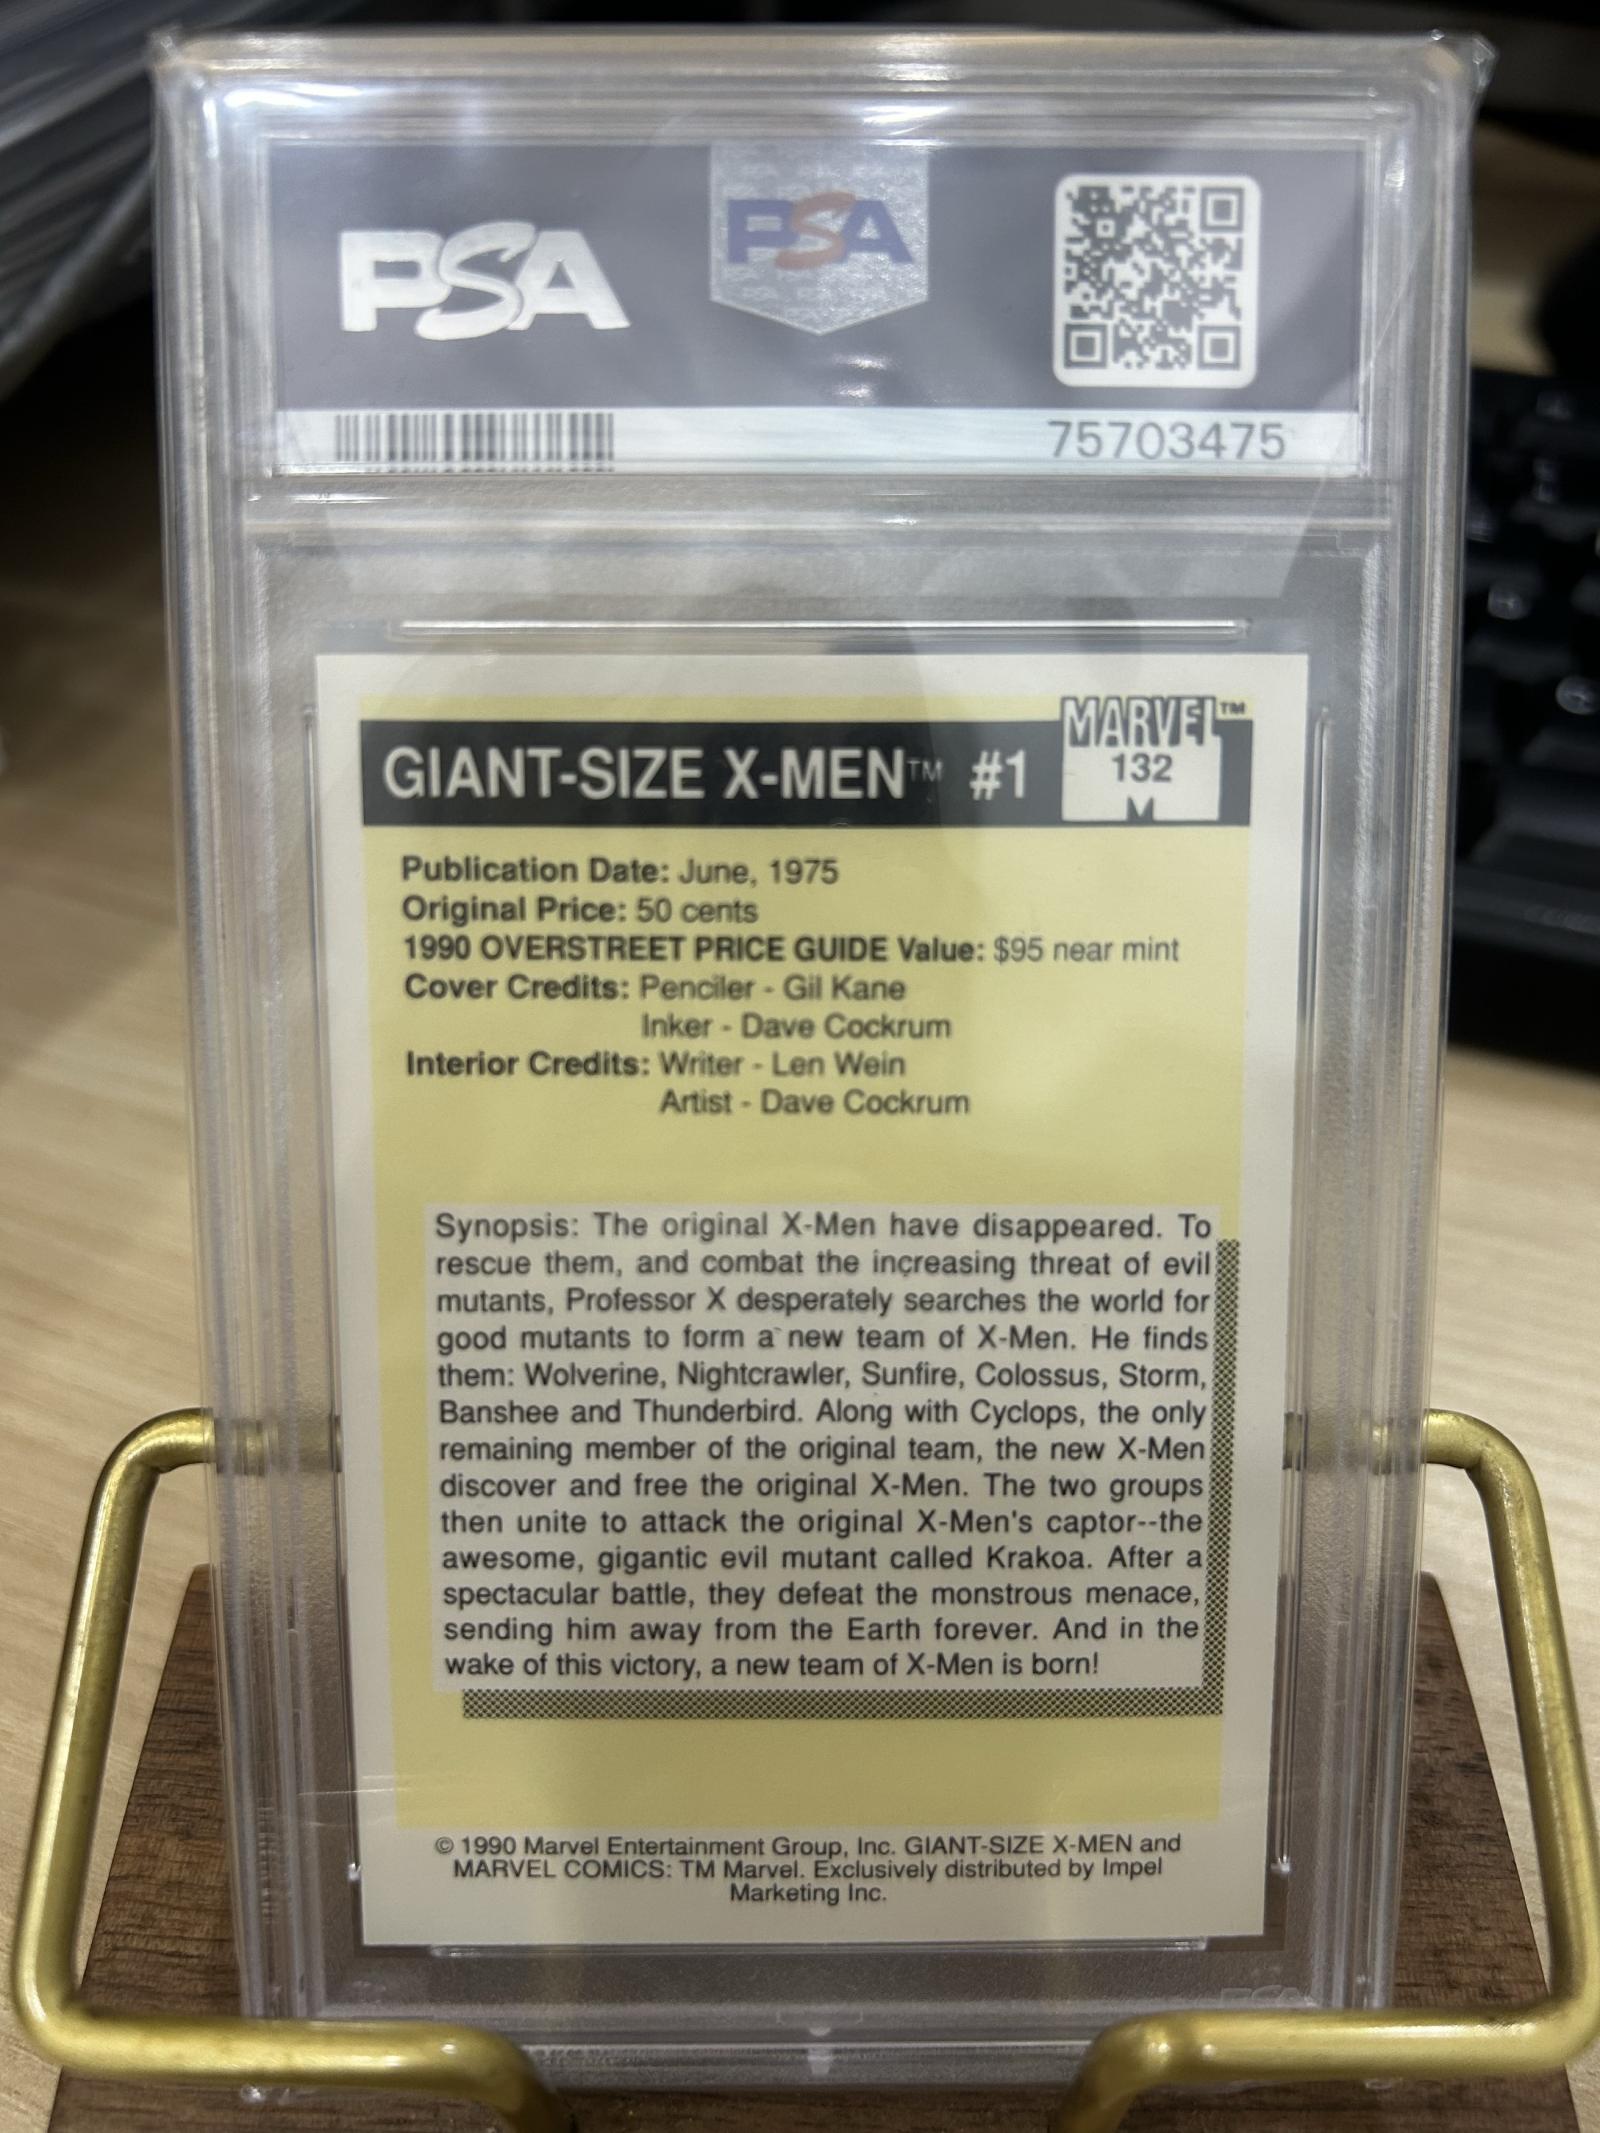 PSA
PSA
75703475
GIANT-SIZE X-MEN™ #1
MARVEL™
132
M
Publication Date: June, 1975
Original Price: 50 cents
1990 OVERSTREET PRICE GUIDE Value: $95 near mint
Cover Credits: Penciler - Gil Kane
Inker - Dave Cockrum
Interior Credits: Writer - Len Wein
Artist - Dave Cockrum
Synopsis: The original X-Men have disappeared. To
rescue them, and combat the increasing threat of evil
mutants, Professor X desperately searches the world for
good mutants to form a new team of X-Men. He finds
them: Wolverine, Nightcrawler, Sunfire, Colossus, Storm,
Banshee and Thunderbird. Along with Cyclops, the only
remaining member of the original team, the new X-Men
discover and free the original X-Men. The two groups
then unite to attack the original X-Men's captor--the
awesome, gigantic evil mutant called Krakoa. After a
spectacular battle, they defeat the monstrous menace,
sending him away from the Earth forever. And in the
wake of this victory, a new team of X-Men is born!
© 1990 Marvel Entertainment Group, Inc. GIANT-SIZE X-MEN and
MARVEL COMICS: TM Marvel. Exclusively distributed by Impel
Marketing Inc.
PSA